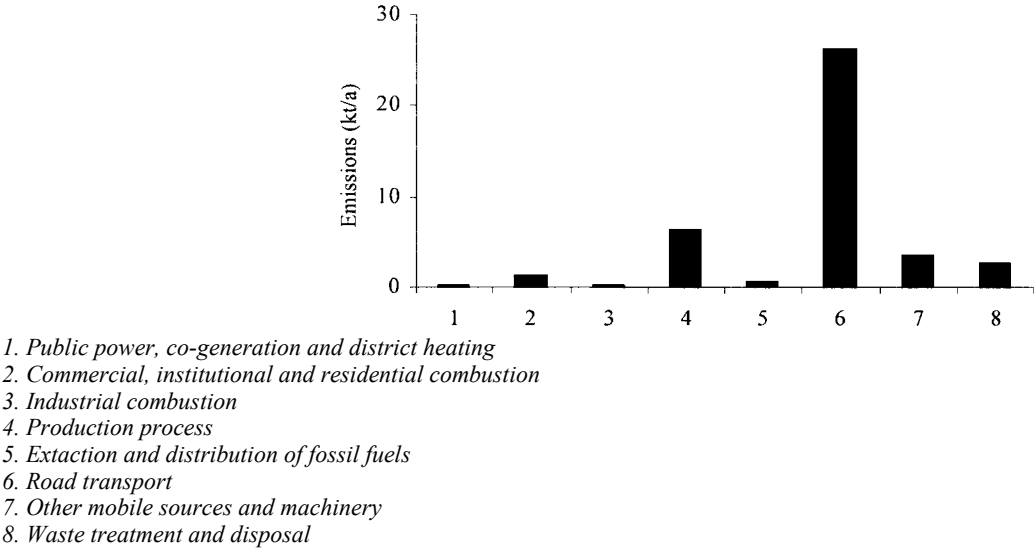 30
20
10
0
Emissions (kt/a)
1 2 3 4 5 6 7 8
1. Public power, co-generation and district heating
2. Commercial, institutional and residential combustion
3. Industrial combustion
4. Production process
5. Extaction and distribution of fossil fuels
6. Road transport
7. Other mobile sources and machinery
8. Waste treatment and disposal